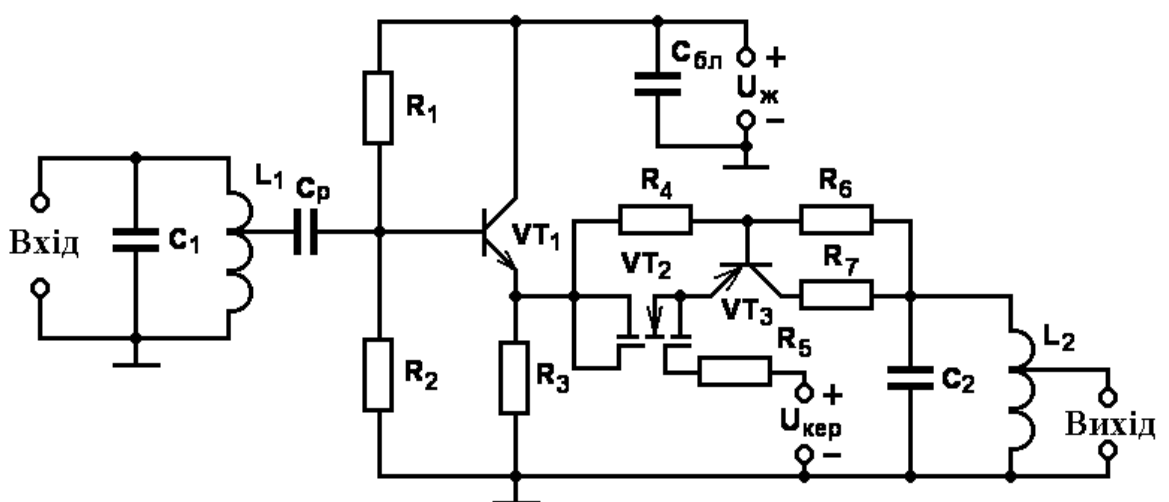 Cбл
+
Uж
−
R1
L1
Cр
R4
R6
Вхід
C1
VT1
VT2
R7
VT3
R5
L2
R2
R3
C2
+
Uкер
−
Вихід